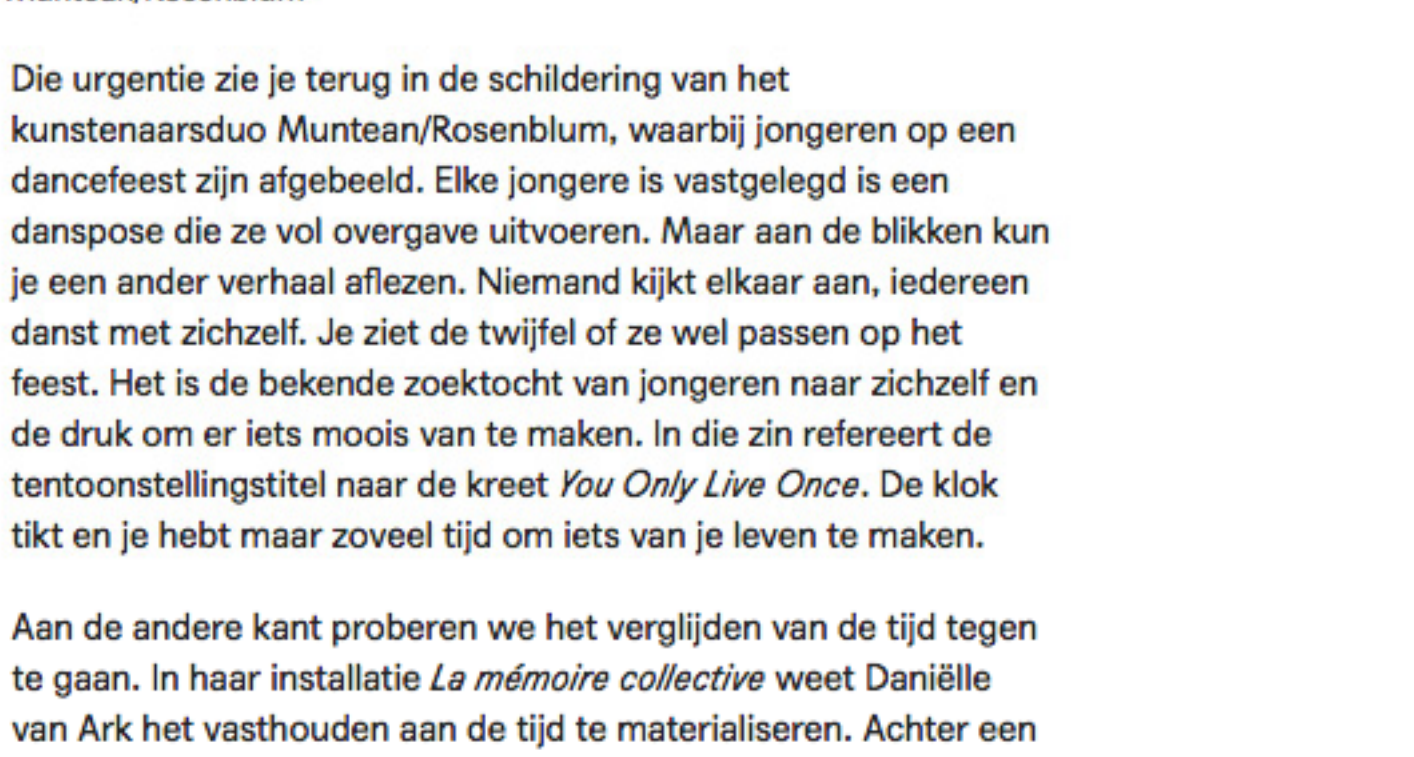 Die urgentie zie je terug in de schildering van het
kunstenaarsduo Muntean/Rosenblum, waarbij jongeren op een
dancefeest zijn afgebeeld. Elke jongere is vastgelegd is een
danspose die ze vol overgave uitvoeren. Maar aan de blikken kun
je een ander verhaal aflezen. Niemand kijkt elkaar aan, iedereen
danst met zichzelf. Je ziet de twijfel of ze wel passen op het
feest. Het is de bekende zoektocht van jongeren naar zichzelf en
de druk om er iets moois van te maken. In die zin refereert de
tentoonstellingstitel naar de kreet You Only Live Once. De klok
tikt en je hebt maar zoveel tijd om iets van je leven te maken.
Aan de andere kant proberen we het verglijden van de tijd tegen
te gaan. In haar installatie La mémoire collective weet Daniëlle
van Ark het vasthouden aan de tijd te materialiseren. Achter een